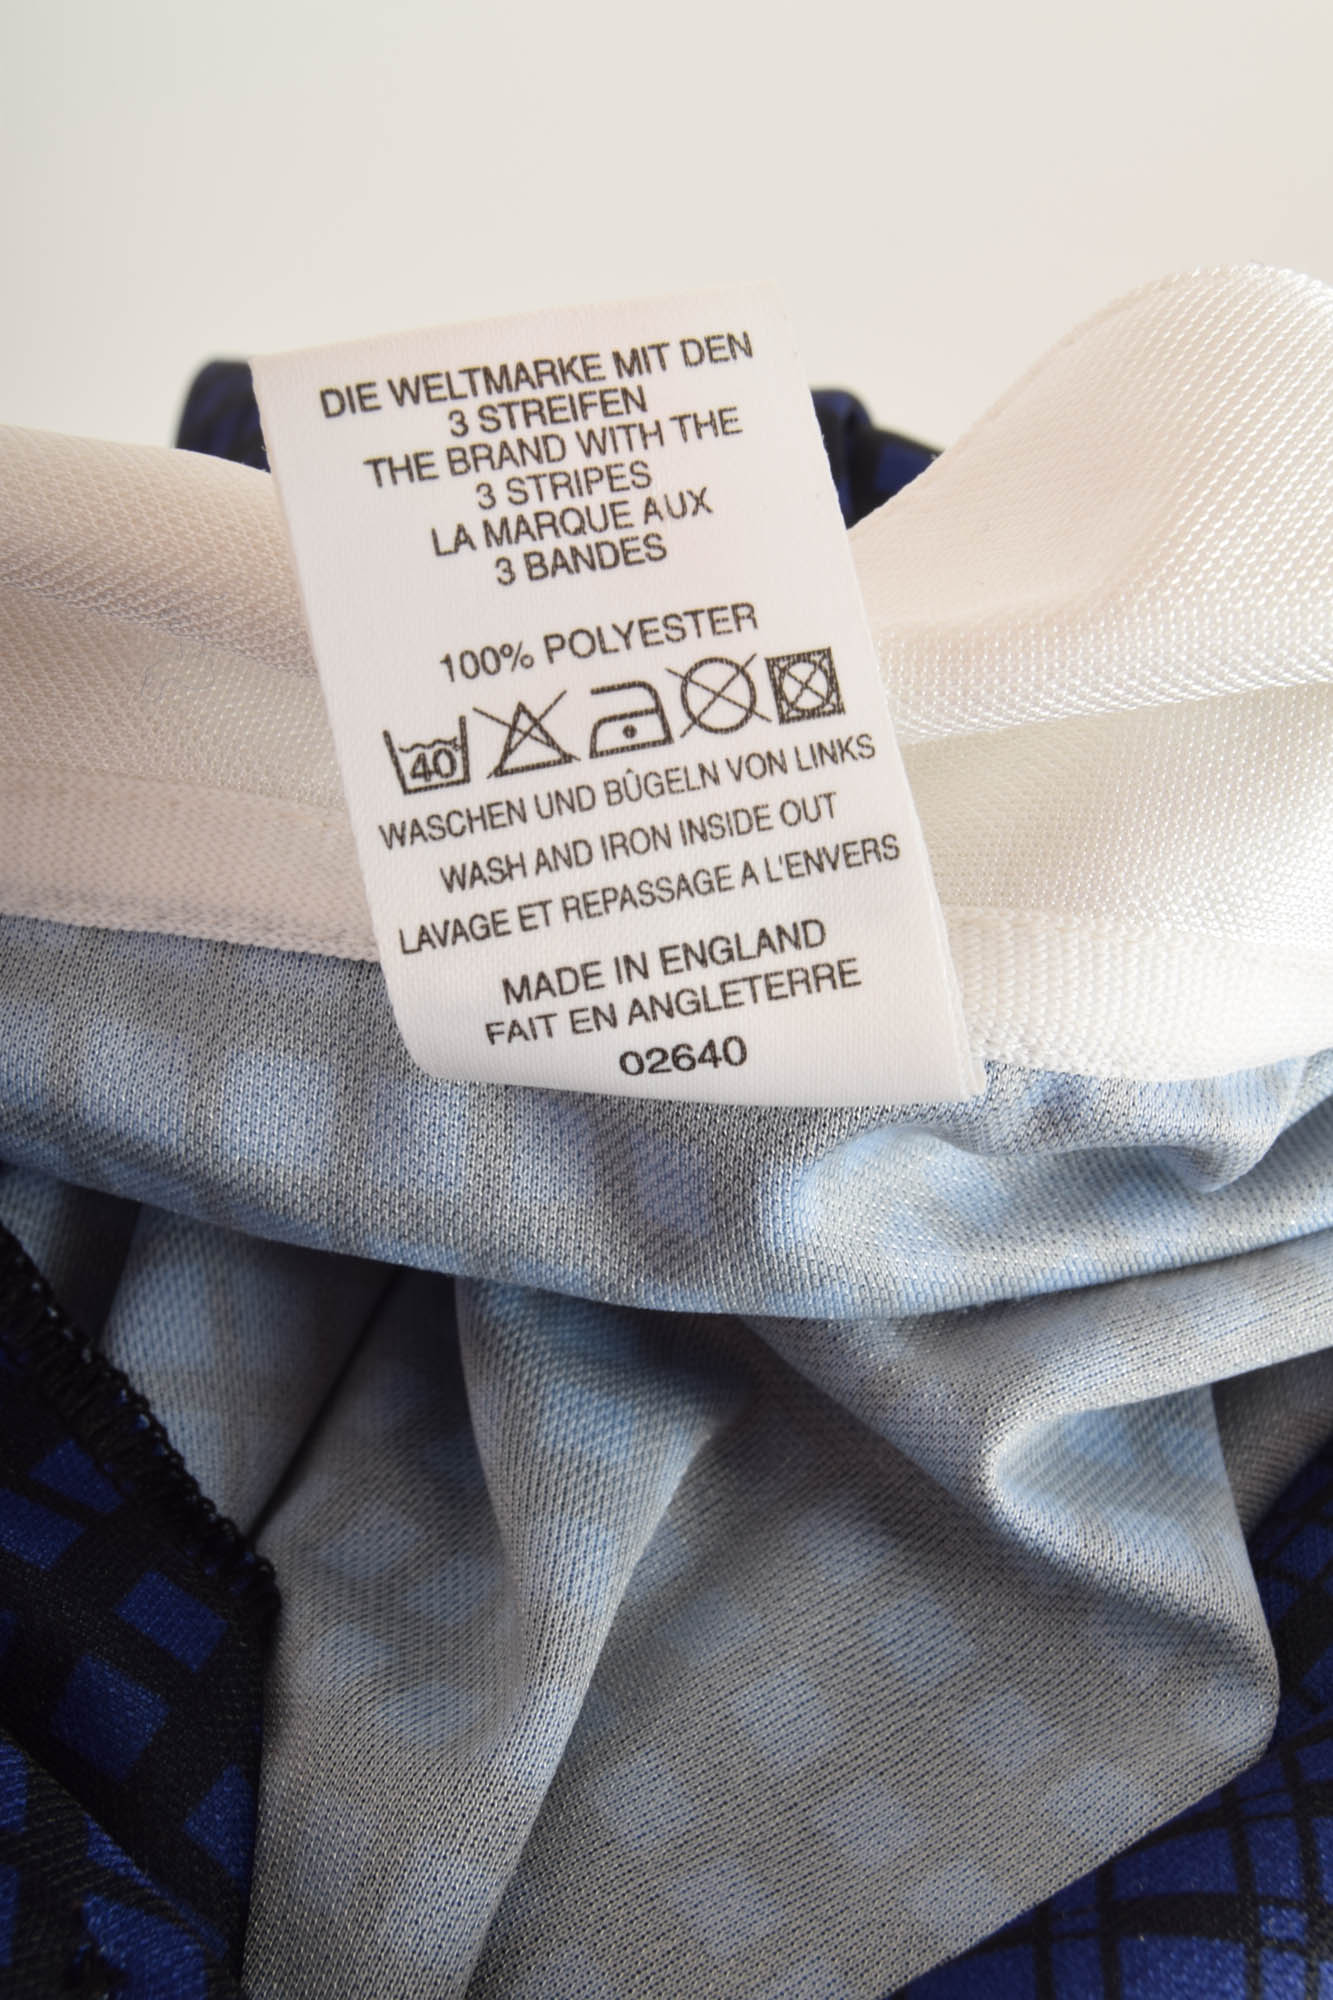 DIE WELTMARKE MIT DEN
3 STREIFEN
THE BRAND WITH THE
3 STRIPES
LA MARQUE AUX
3 BANDES
100% POLYESTER
40
WASCHEN UND BÛGELN VON LINKS
WASH AND IRON INSIDE OUT
LAVAGE ET REPASSAGE A L'ENVERS
MADE IN ENGLAND
FAIT EN ANGLETERRE
02640